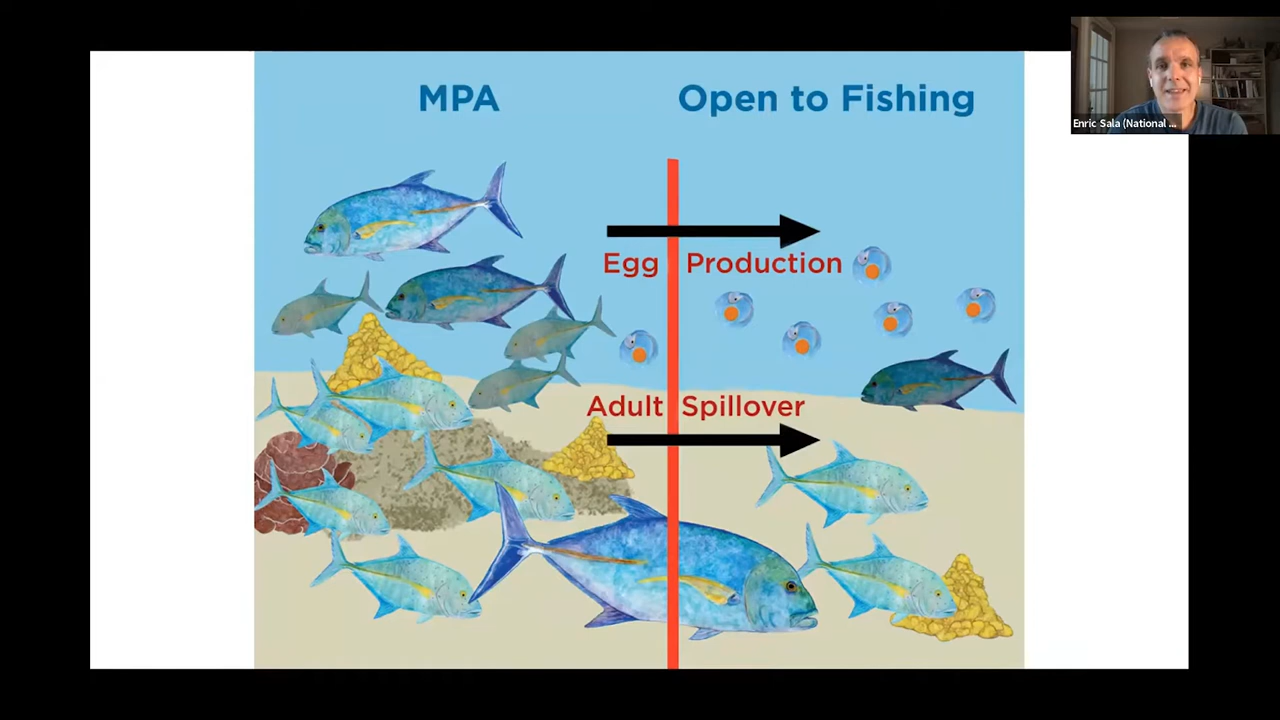 MPA
Open to Fishing
Enric Sala (National ...
Egg Production
Adult Spillover